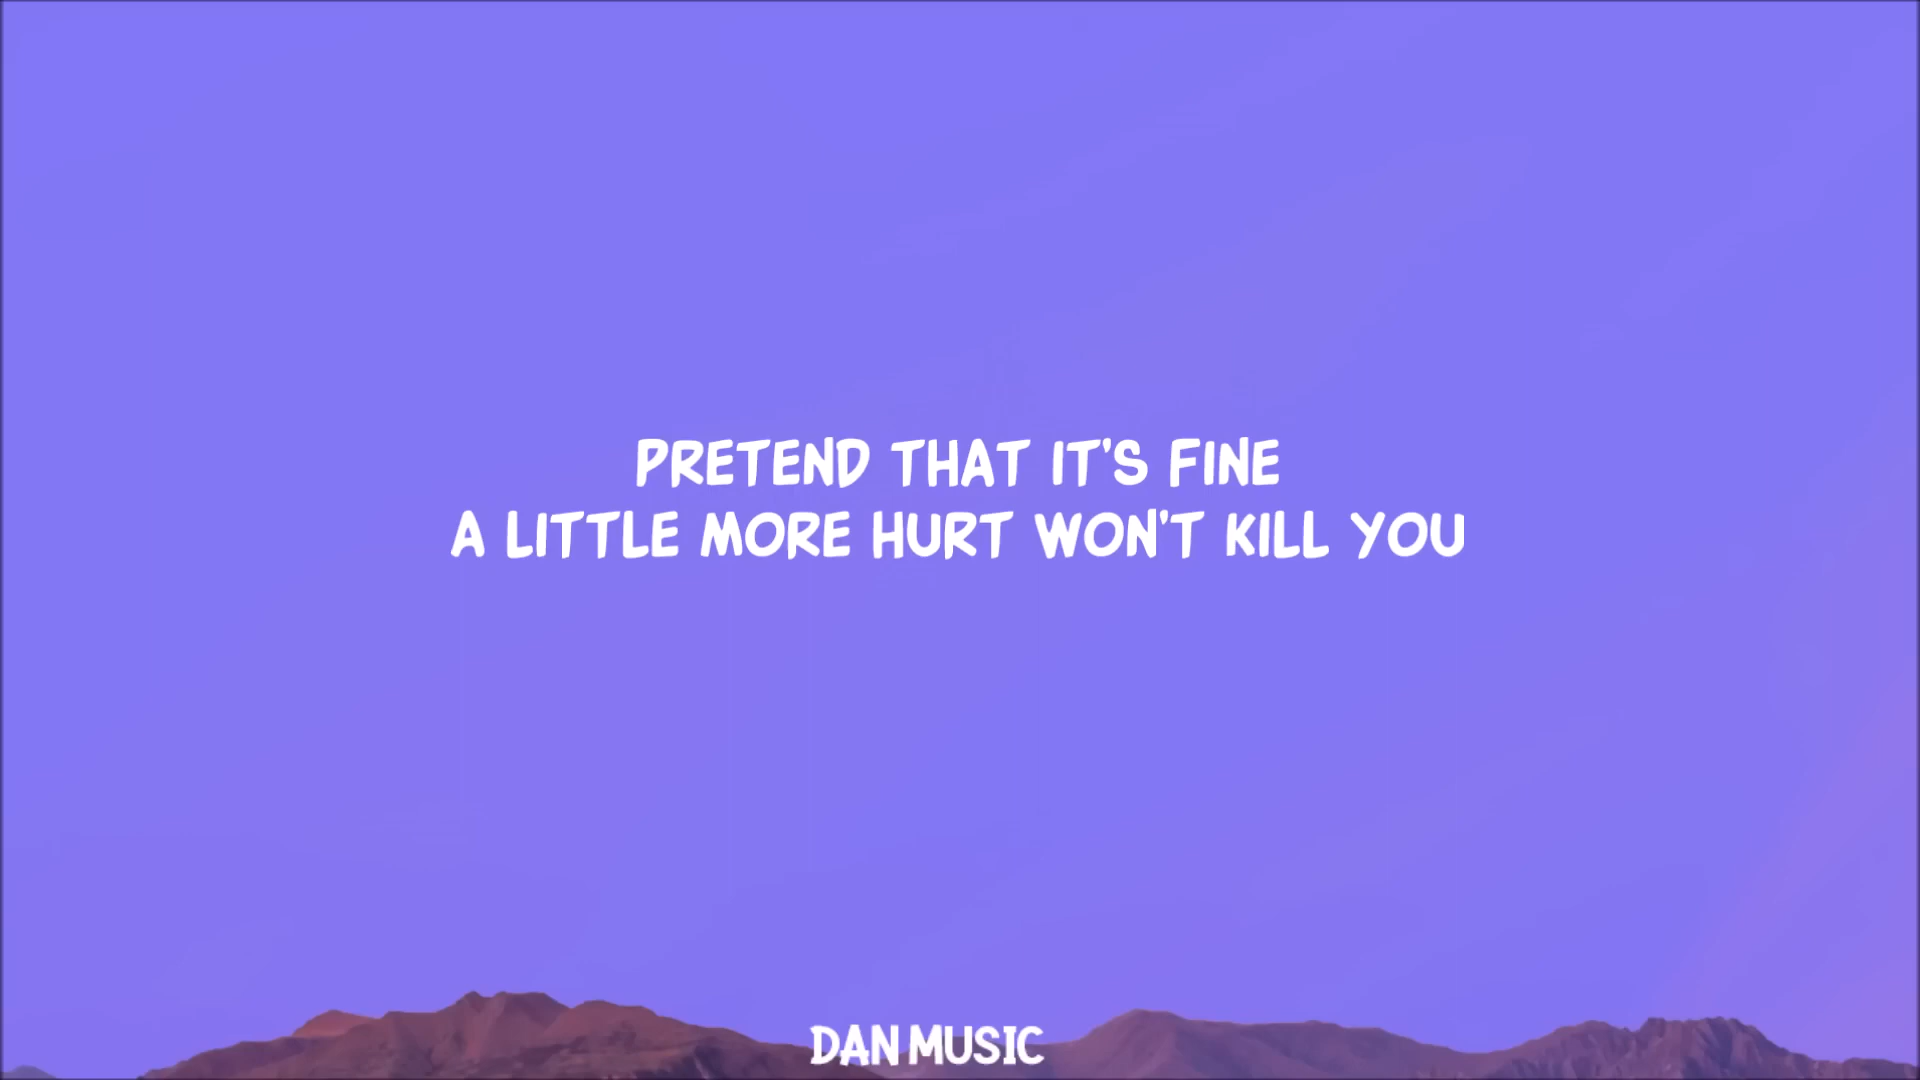 PRETEND THAT IT'S FINE
A LITTLE MORE HURT WON'T KILL YOU
DAN MUSIC